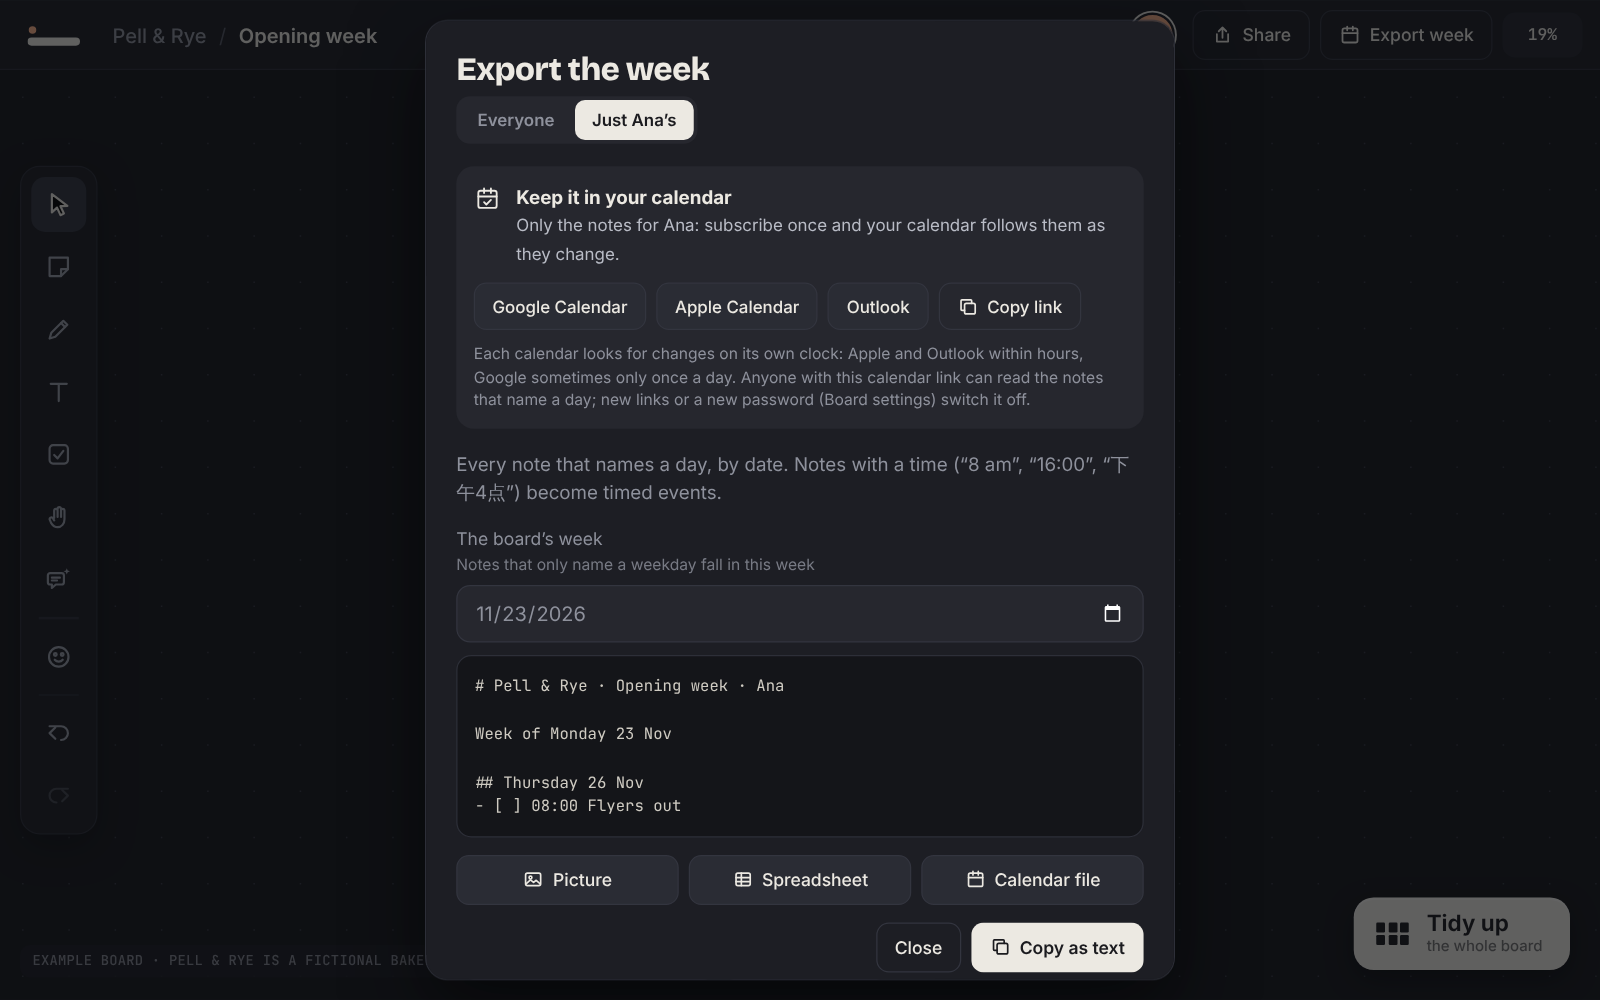 Pell & Rye / Opening week
Share
Export week
19%
Export the week
Everyone
Just Ana’s
Keep it in your calendar
Only the notes for Ana: subscribe once and your calendar follows them as
they change.
Google Calendar
Apple Calendar
Outlook
Copy link
Each calendar looks for changes on its own clock: Apple and Outlook within hours,
Google sometimes only once a day. Anyone with this calendar link can read the notes
that name a day; new links or a new password (Board settings) switch it off.
Every note that names a day, by date. Notes with a time (“8 am”, “16:00”, “下
午4点”) become timed events.
The board’s week
Notes that only name a weekday fall in this week
11/23/2026
# Pell & Rye · Opening week · Ana
Week of Monday 23 Nov
## Thursday 26 Nov
- [ ] 08:00 Flyers out
Picture
Spreadsheet
Calendar file
Close
Copy as text
Tidy up
the whole board
EXAMPLE BOARD · PELL & RYE IS A FICTIONAL BAKE